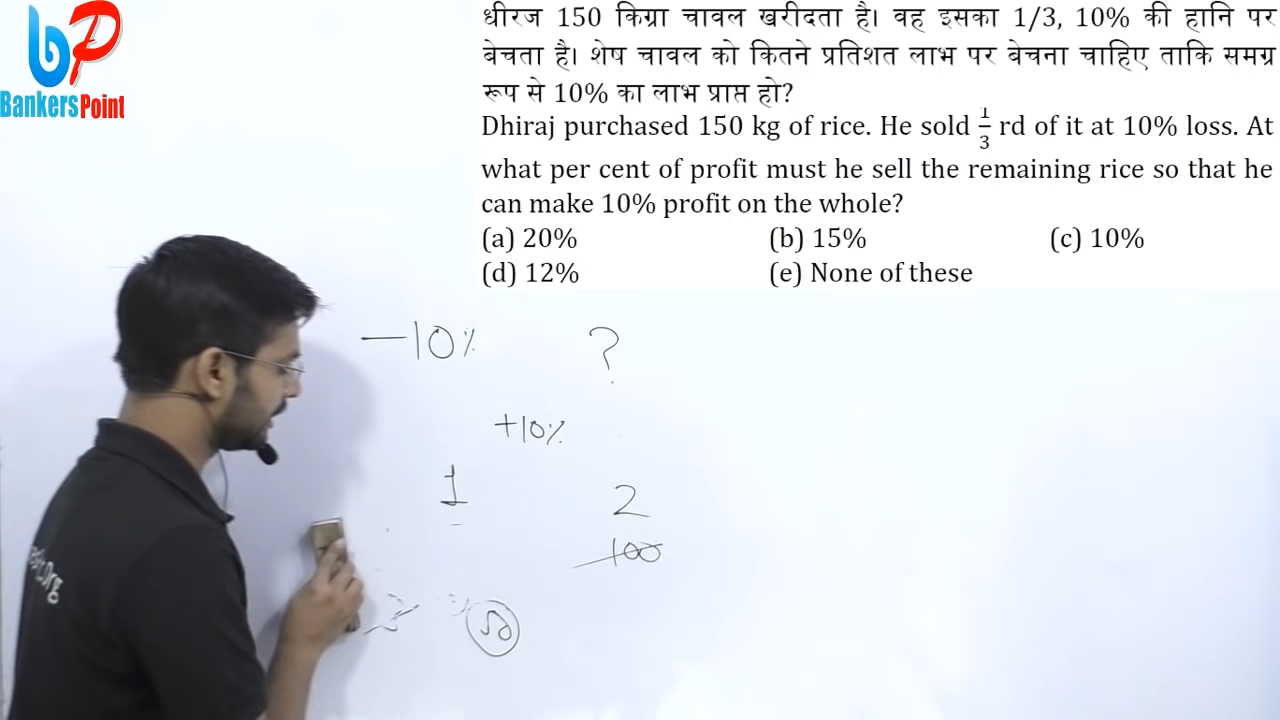 धीरज 150 किग्रा चावल खरीदता है। वह इसका 1/3, 10% की हानि पर
बेचता है। शेष चावल को कितने प्रतिशत लाभ पर बेचना चाहिए ताकि समग्र
रूप से 10% का लाभ प्राप्त हो?
BankersPoint
Dhiraj purchased 150 kg of rice. He sold 1/3 rd of it at 10% loss. At
what per cent of profit must he sell the remaining rice so that he
can make 10% profit on the whole?
(a) 20% (b) 15% (c) 10%
(d) 12% (e) None of these
-10% ?
+10%
1 2
100
50